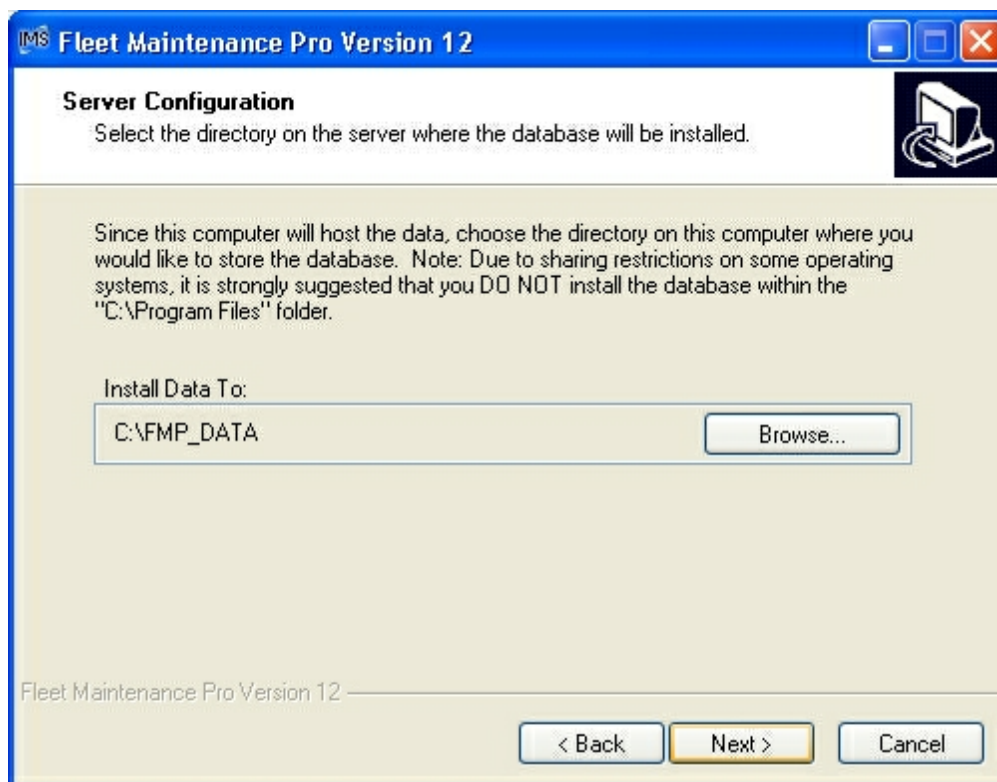 IMS Fleet Maintenance Pro Version 12
Server Configuration
Select the directory on the server where the database will be installed.
Since this computer will host the data, choose the directory on this computer where you
would like to store the database.  Note: Due to sharing restrictions on some operating
systems, it is strongly suggested that you DO NOT install the database within the
"C:\Program Files" folder.
Install Data To:
C:\FMP_DATA
Browse...
Fleet Maintenance Pro Version 12
< Back
Next >
Cancel